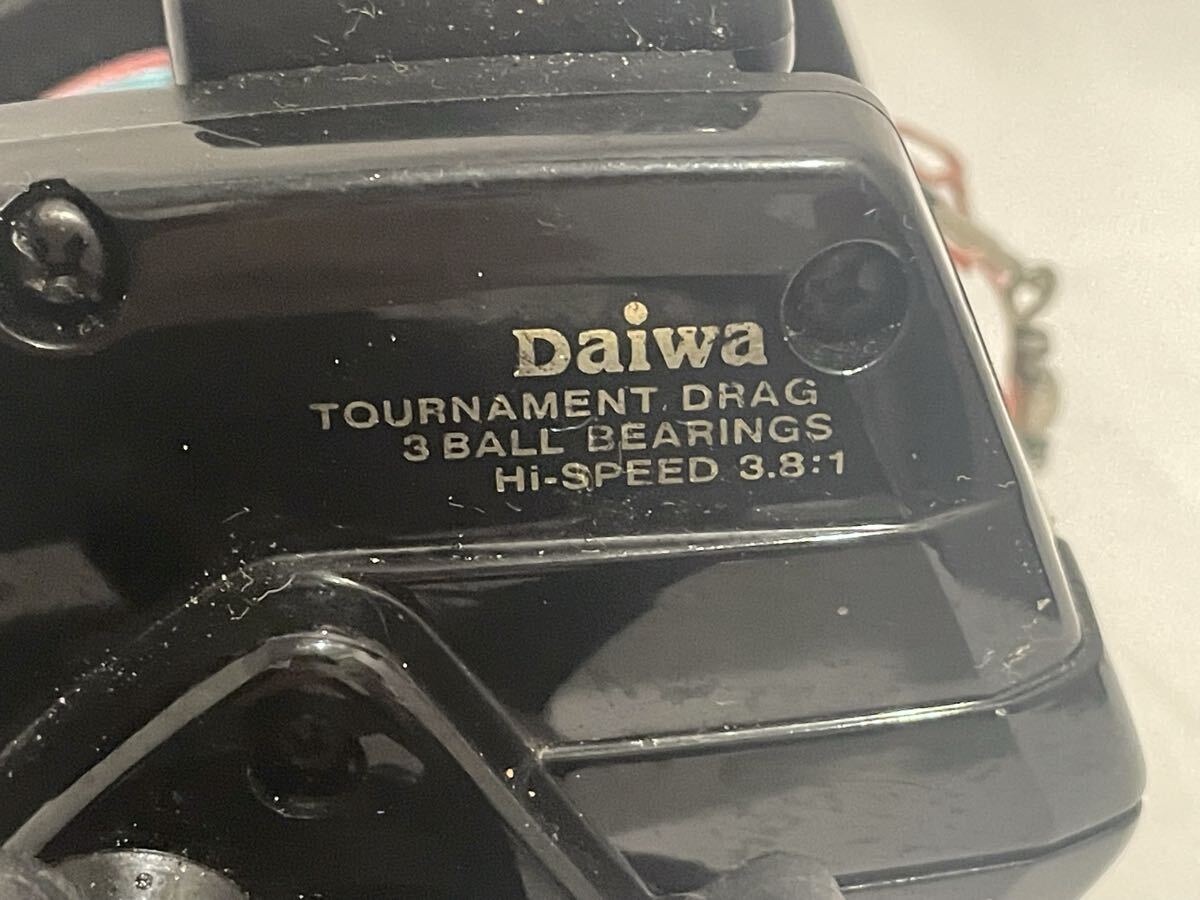 Daiwa
TOURNAMENT DRAG
3 BALL BEARINGS
Hi-SPEED 3.8:1